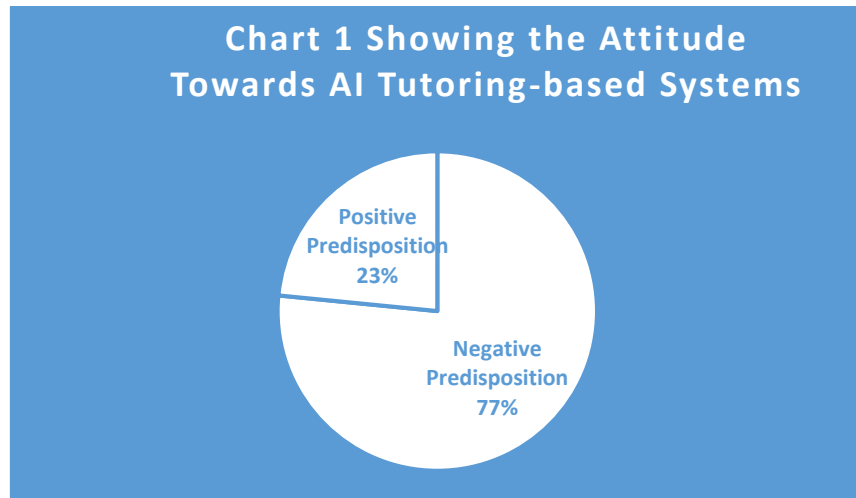 Chart 1 Showing the Attitude
Towards AI Tutoring-based Systems
Positive
Predisposition
23%
Negative
Predisposition
77%